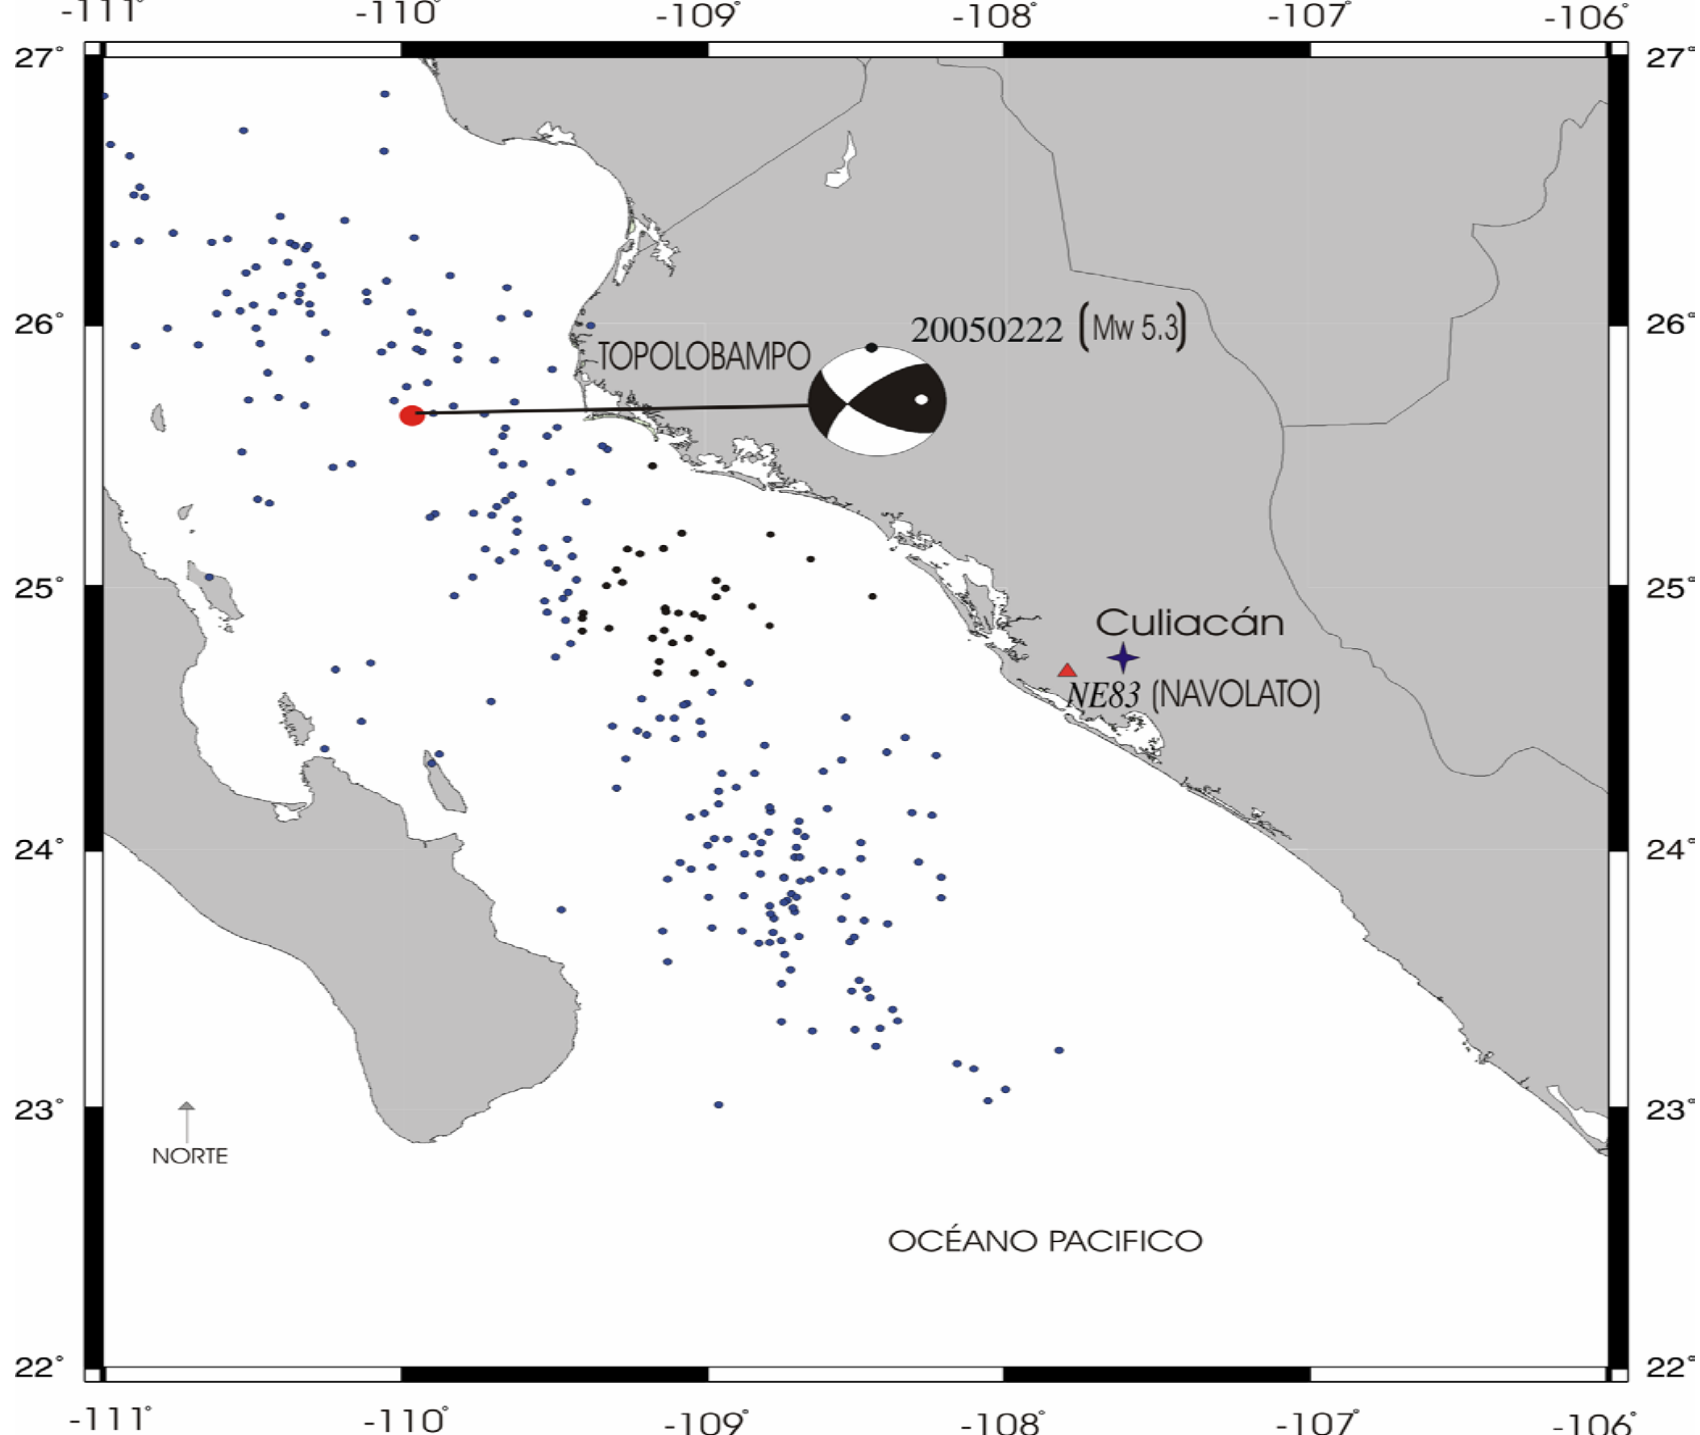 -111° -110° -109° -108° -107° -106°
27° 27°
26° 26°
20050222 (Mw 5.3)
TOPOLOBAMPO
25° 25°
Culiacán
NE83 (NAVOLATO)
24° 24°
23° 23°
NORTE
OCÉANO PACIFICO
22° 22°
-111° -110° -109° -108° -107° -106°